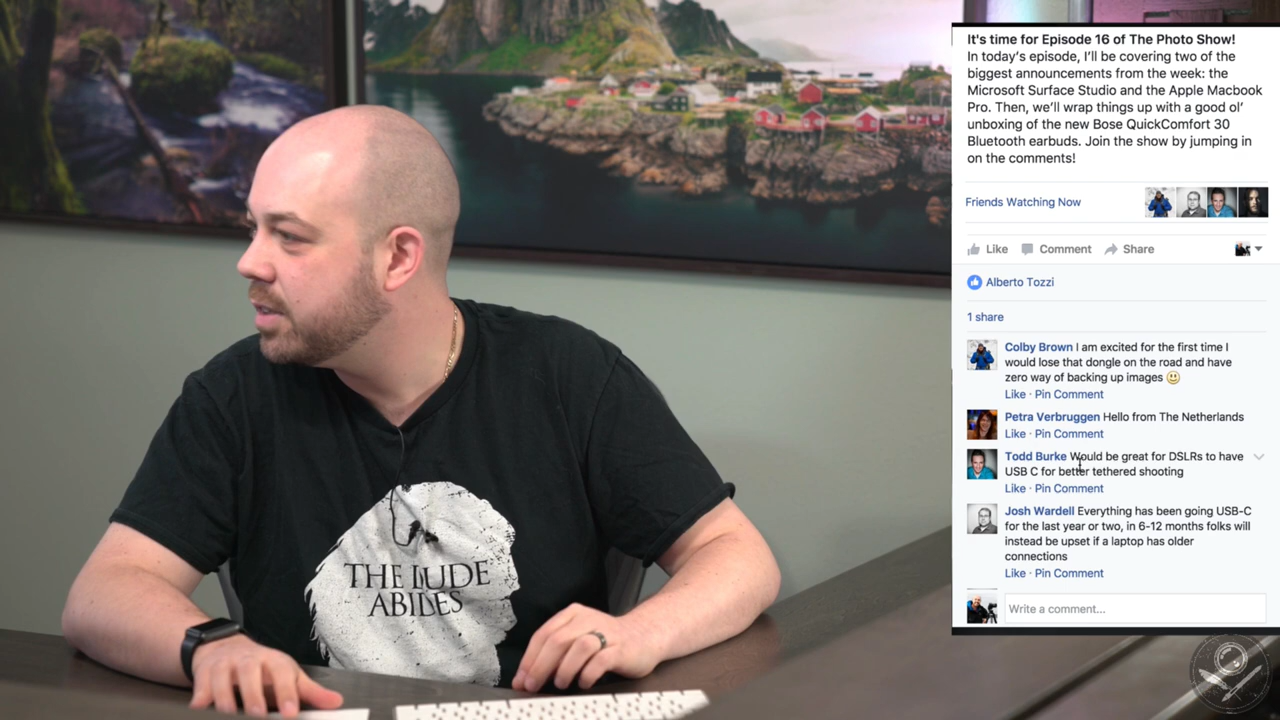 It's time for Episode 16 of The Photo Show!
In today's episode, I'll be covering two of the
biggest announcements from the week: the
Microsoft Surface Studio and the Apple Macbook
Pro. Then, we'll wrap things up with a good ol'
unboxing of the new Bose QuickComfort 30
Bluetooth earbuds. Join the show by jumping in
on the comments!
Friends Watching Now
Like Comment Share
Alberto Tozzi
1 share
Colby Brown I am excited for the first time I
would lose that dongle on the road and have
zero way of backing up images 😃
Like · Pin Comment
Petra Verbruggen Hello from The Netherlands
Like · Pin Comment
Todd Burke Would be great for DSLRs to have
USB C for better tethered shooting
Like · Pin Comment
Josh Wardell Everything has been going USB-C
for the last year or two, in 6-12 months folks will
instead be upset if a laptop has older
connections
Like · Pin Comment
Write a comment...
THE DUDE
ABIDES